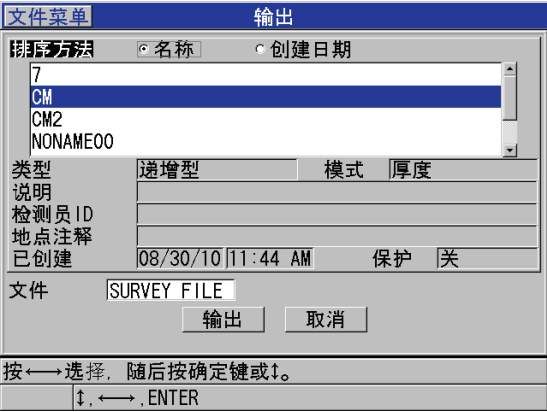 文件菜单 输出
排序方法 名称 创建日期
7
CM
CM2
NONAME00
类型 递增型 模式 厚度
说明
检测员ID
地点注释
已创建 08/30/10 11:44 AM 保护 关
文件 SURVEY FILE
输出 取消
按←→选择, 随后按确定键或↕。
↕, ←→, ENTER